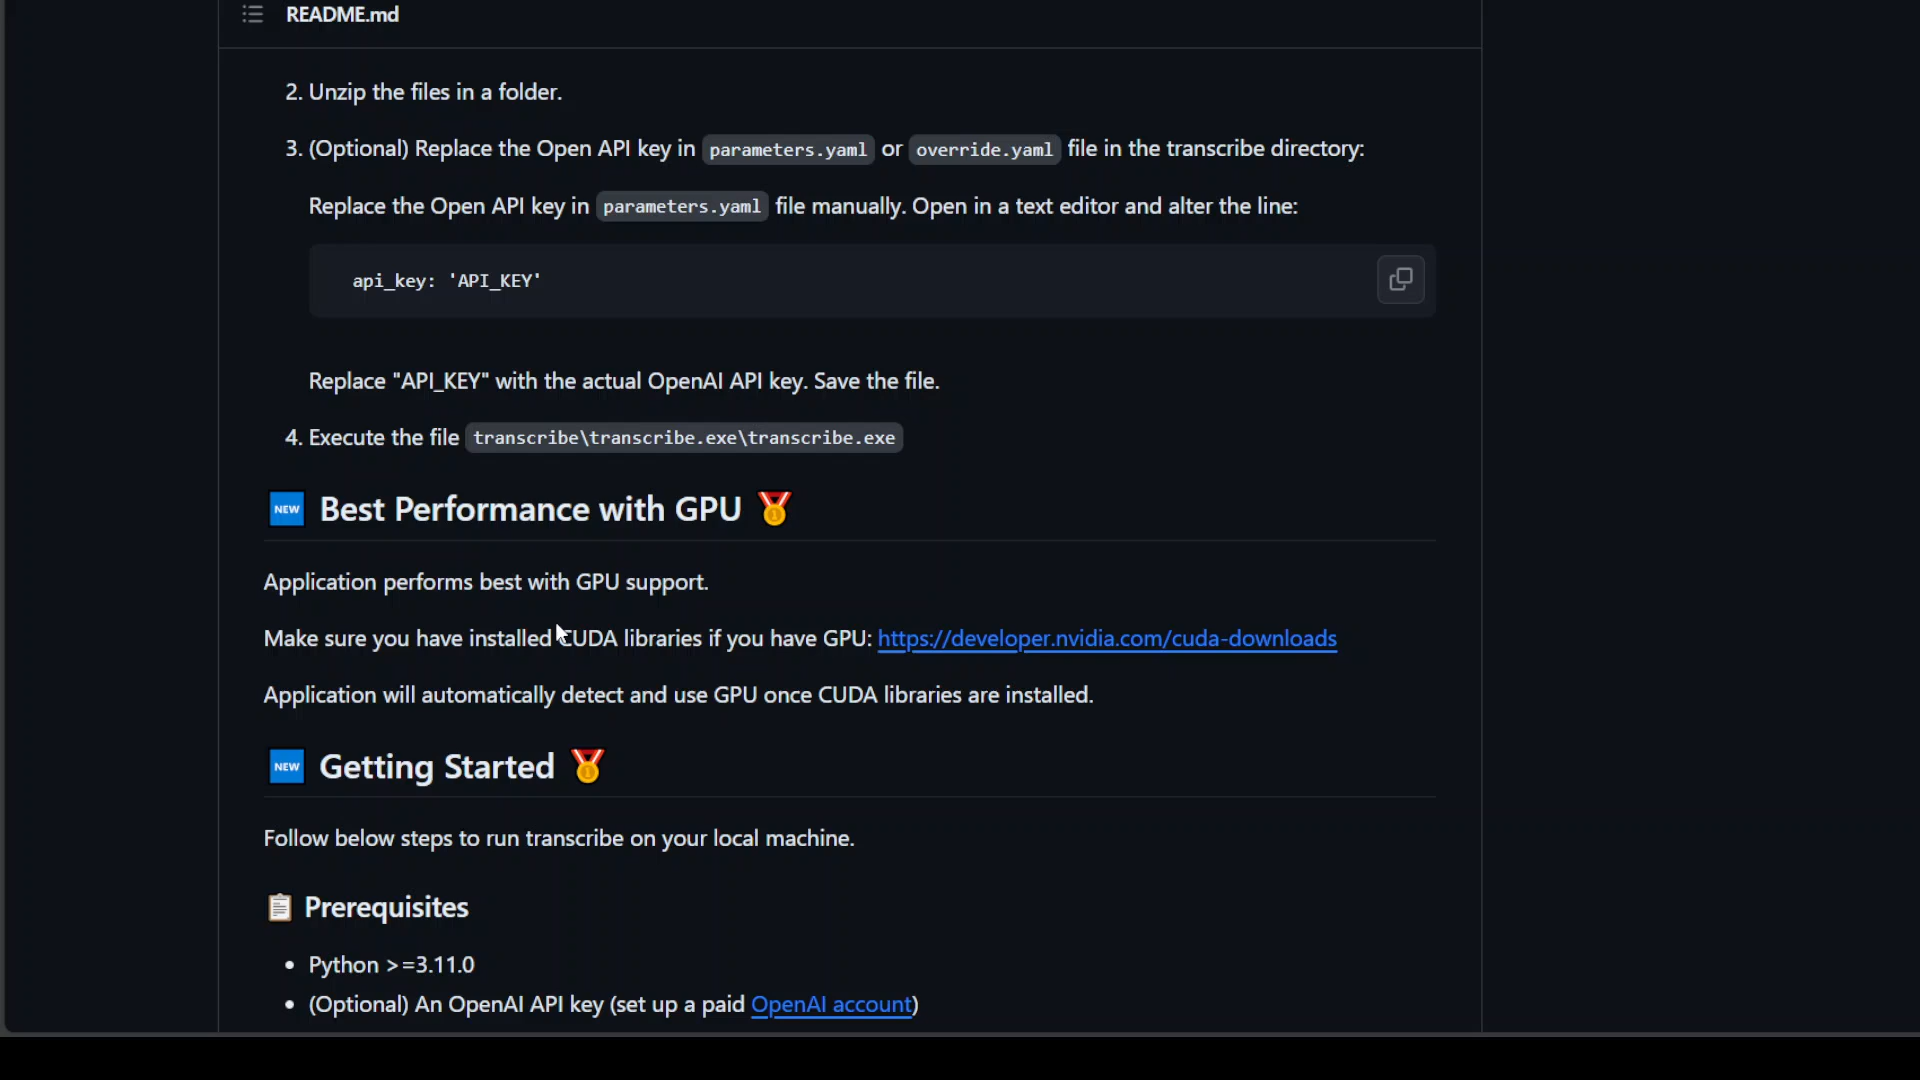 README.md
2. Unzip the files in a folder.
3. (Optional) Replace the Open API key in parameters.yaml or override.yaml file in the transcribe directory:
Replace the Open API key in parameters.yaml file manually. Open in a text editor and alter the line:
api_key: 'API_KEY'
Replace "API_KEY" with the actual OpenAI API key. Save the file.
4. Execute the file transcribe\transcribe.exe\transcribe.exe
NEW Best Performance with GPU 🥇
Application performs best with GPU support.
Make sure you have installed CUDA libraries if you have GPU: https://developer.nvidia.com/cuda-downloads
Application will automatically detect and use GPU once CUDA libraries are installed.
NEW Getting Started 🥇
Follow below steps to run transcribe on your local machine.
📋 Prerequisites
• Python >=3.11.0
• (Optional) An OpenAI API key (set up a paid OpenAI account)